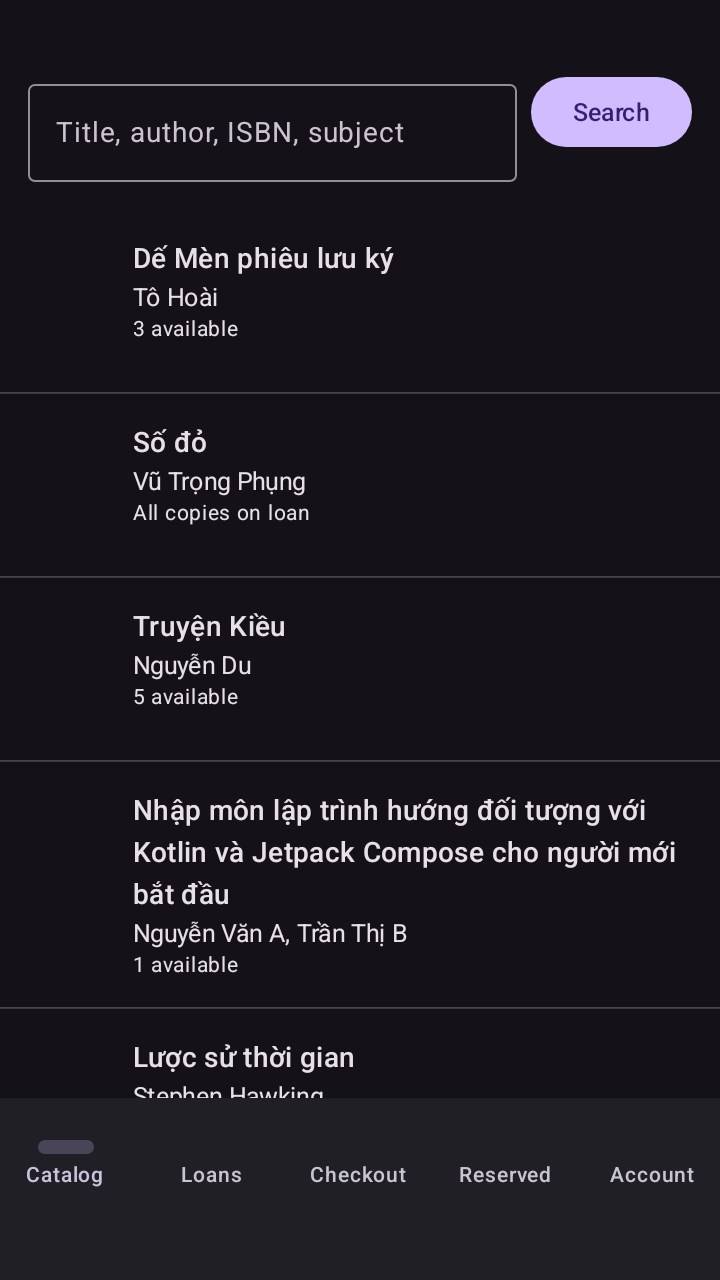 Title, author, ISBN, subject
Search
Dế Mèn phiêu lưu ký
Tô Hoài
3 available
Số đỏ
Vũ Trọng Phụng
All copies on loan
Truyện Kiều
Nguyễn Du
5 available
Nhập môn lập trình hướng đối tượng với
Kotlin và Jetpack Compose cho người mới
bắt đầu
Nguyễn Văn A, Trần Thị B
1 available
Lược sử thời gian
Stephen Hawking
Catalog
Loans
Checkout
Reserved
Account